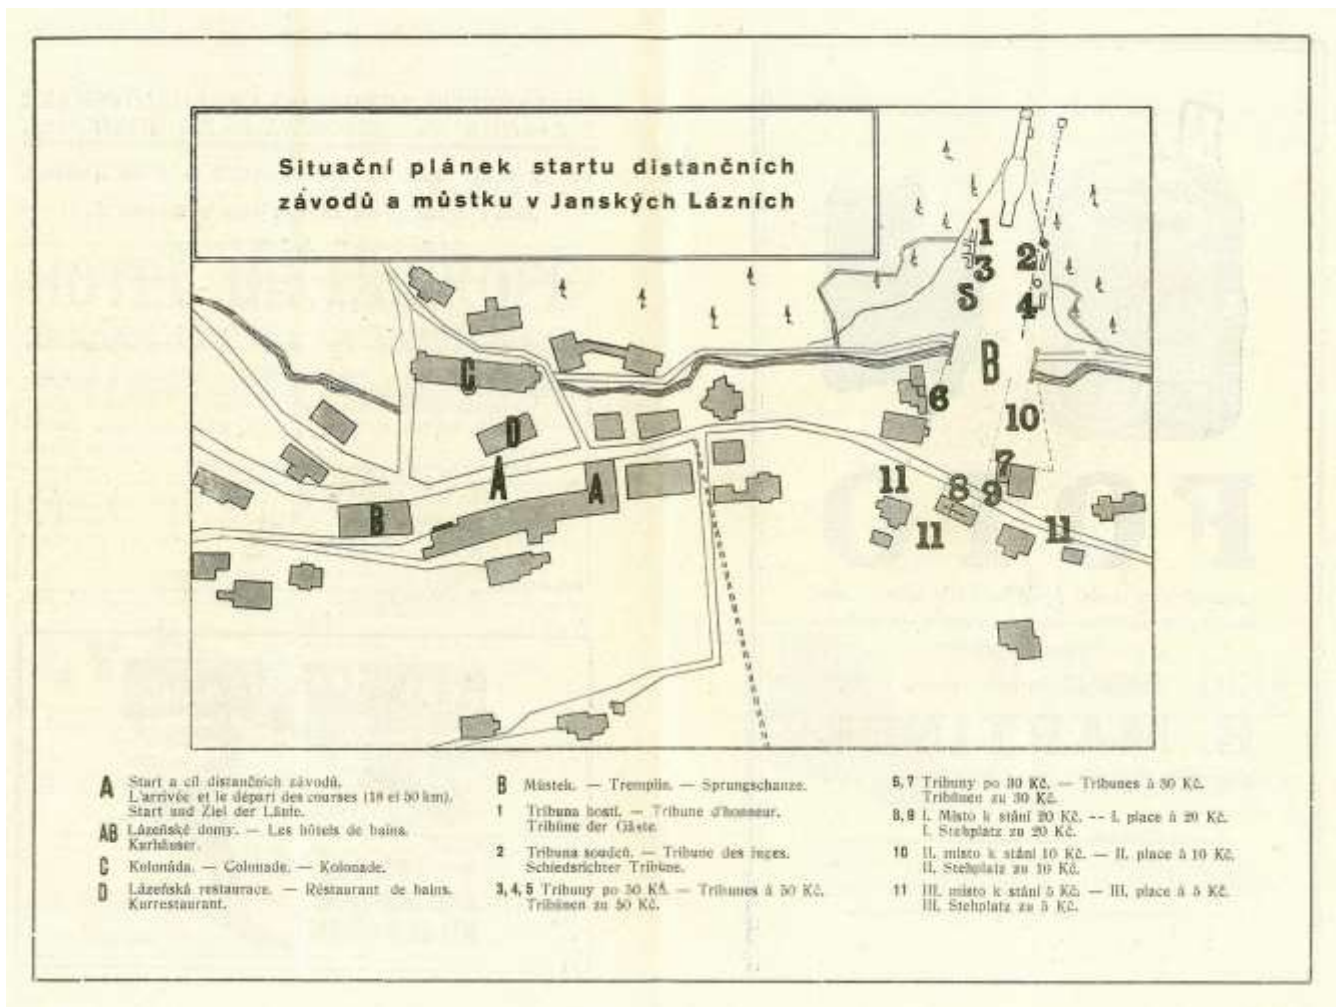 Situační plánek startu distančních
závodů a můstku v Janských Lázních
1
2
3
5
4
B
C
6
D
10
A
A
7
11
8
9
B
11
11
A Start a cíl distančních závodů.
L'arrivée et le départ des courses (18 et 50 km).
Start und Ziel der Läufe.
AB Lázeňské domy. — Les hôtels de bains.
Kurhäuser.
C Kolonáda. — Colonade. — Kolonade.
D Lázeňská restaurace. — Réstaurant de bains.
Kurrestaurant.
B Můstek. — Tremplin. — Sprungschanze.
1 Tribuna hostí. — Tribune d'honneur.
Tribüne der Gäste.
2 Tribuna soudců. — Tribune des juges.
Schiedsrichter Tribüne.
3, 4, 5 Tribuny po 50 Kč. — Tribunes à 50 Kč.
Tribünen zu 50 Kč.
6, 7 Tribuny po 30 Kč. — Tribunes à 30 Kč.
Tribünen zu 30 Kč.
8, 9 I. Místo k stání 20 Kč. -- I. place à 20 Kč.
I. Stehplatz zu 20 Kč.
10 II. místo k stání 10 Kč. — II. place à 10 Kč.
II. Stehplatz zu 10 Kč.
11 III. místo k stání 5 Kč. — III. place à 5 Kč.
III. Stehplatz zu 5 Kč.